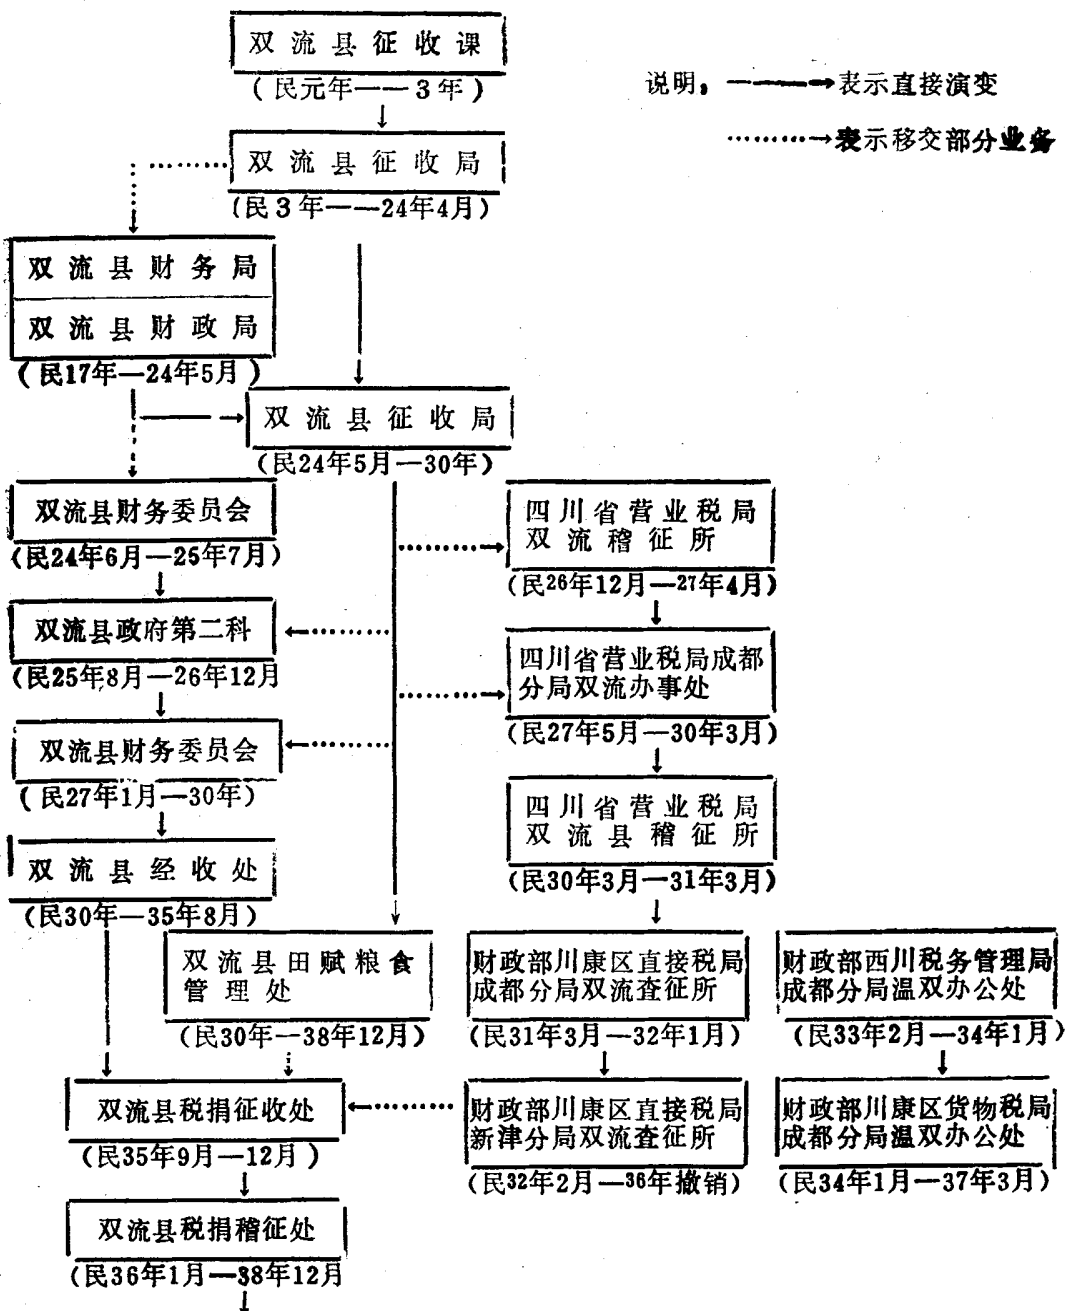 双流县征收课
(民元年——3年)
说明：——→表示直接演变
………→表示移交部分业务
双流县征收局
(民3年——24年4月)
双流县财务局
双流县财政局
(民17年—24年5月)
双流县征收局
(民24年5月—30年)
双流县财务委员会
(民24年6月—25年7月)
四川省营业税局
双流稽征所
(民26年12月—27年4月)
双流县政府第二科
(民25年8月—26年12月
四川省营业税局成都
分局双流办事处
(民27年5月—30年3月)
双流县财务委员会
(民27年1月—30年)
四川省营业税局
双流县稽征所
(民30年3月—31年3月)
双流县经收处
(民30年—35年8月)
双流县田赋粮食
管理处
(民30年—38年12月)
财政部川康区直接税局
成都分局双流查征所
(民31年3月—32年1月)
财政部西川税务管理局
成都分局温双办公处
(民33年2月—34年1月)
双流县税捐征收处
(民35年9月—12月)
财政部川康区直接税局
新津分局双流查征所
(民32年2月—36年撤销)
财政部川康区货物税局
成都分局温双办公处
(民34年1月—37年3月)
双流县税捐稽征处
(民36年1月—38年12月